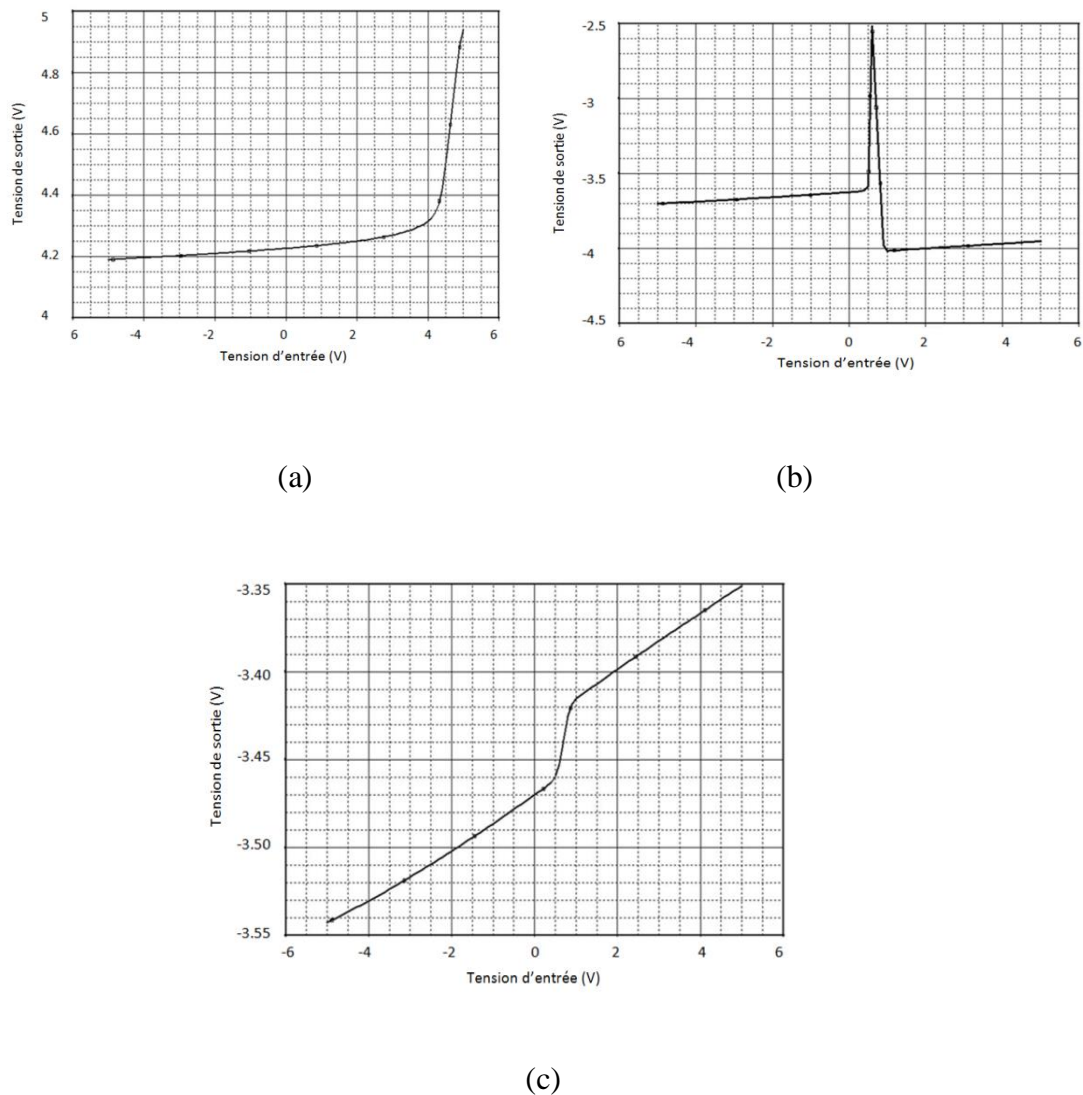 5
4.8
4.6
4.4
4.2
4
Tension de sortie (V)
6 -4 -2 0 2 4 6
Tension d'entrée (V)
-2.5
-3
-3.5
-4
-4.5
Tension de sortie (V)
6 -4 -2 0 2 4 6
Tension d'entrée (V)
(a)
(b)
-3.35
-3.40
-3.45
-3.50
-3.55
Tension de sortie (V)
-6 -4 -2 0 2 4 6
Tension d'entrée (V)
(c)